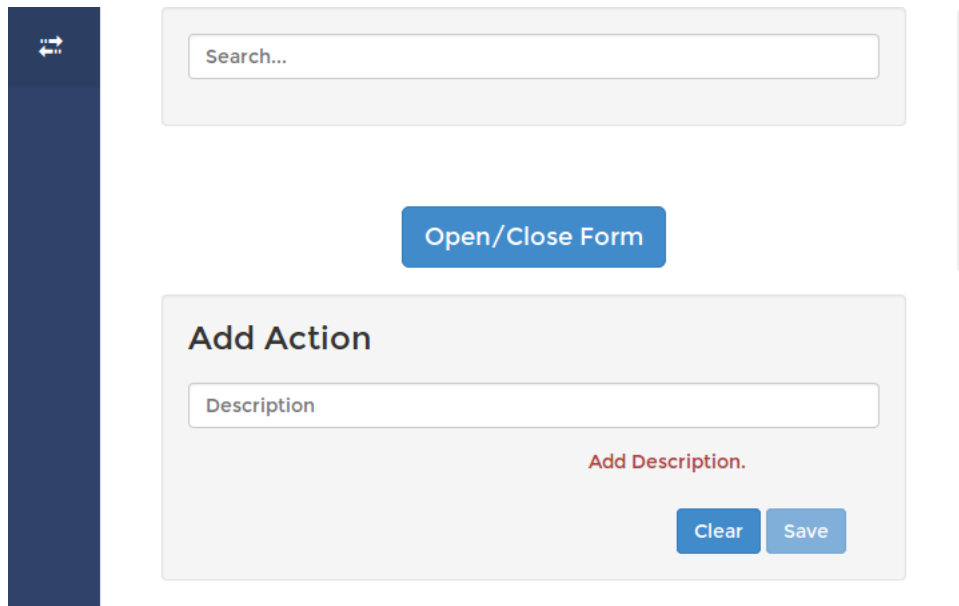 Search...
Open/Close Form
Add Action
Description
Add Description.
Clear Save